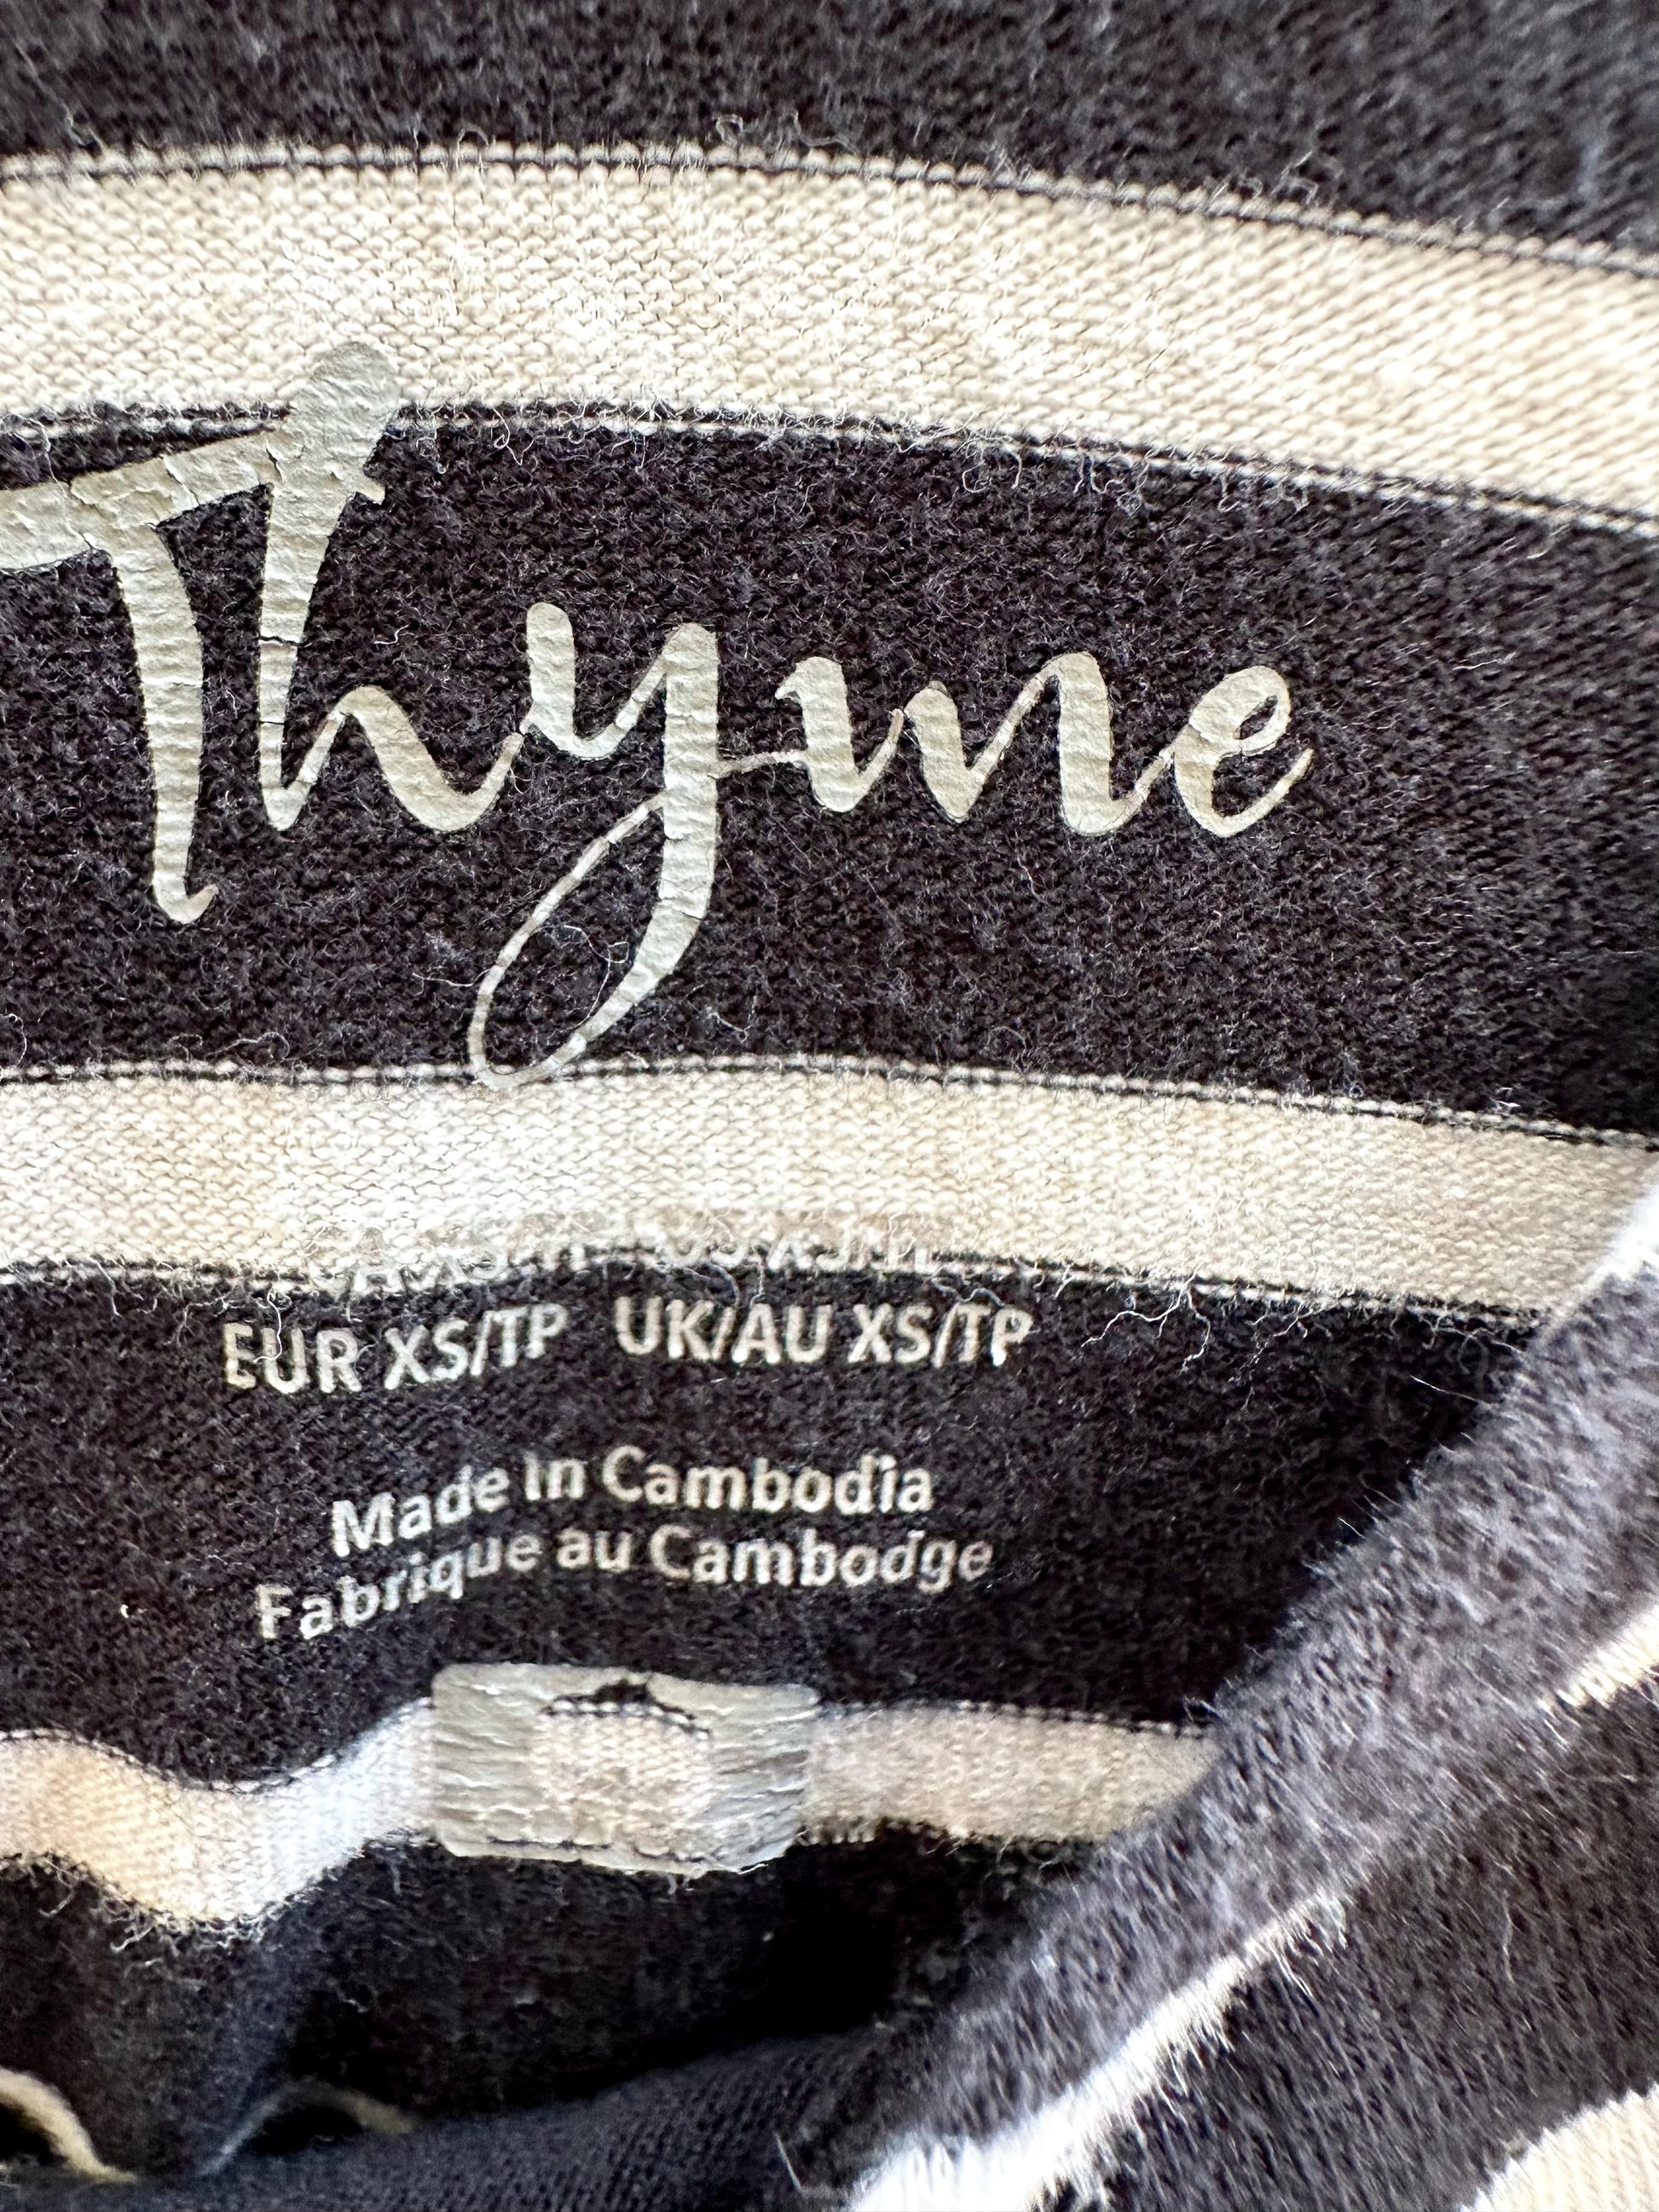 Thyme
EUR XS/TP UK/AU XS/TP
Made in Cambodia
Fabrique au Cambodge